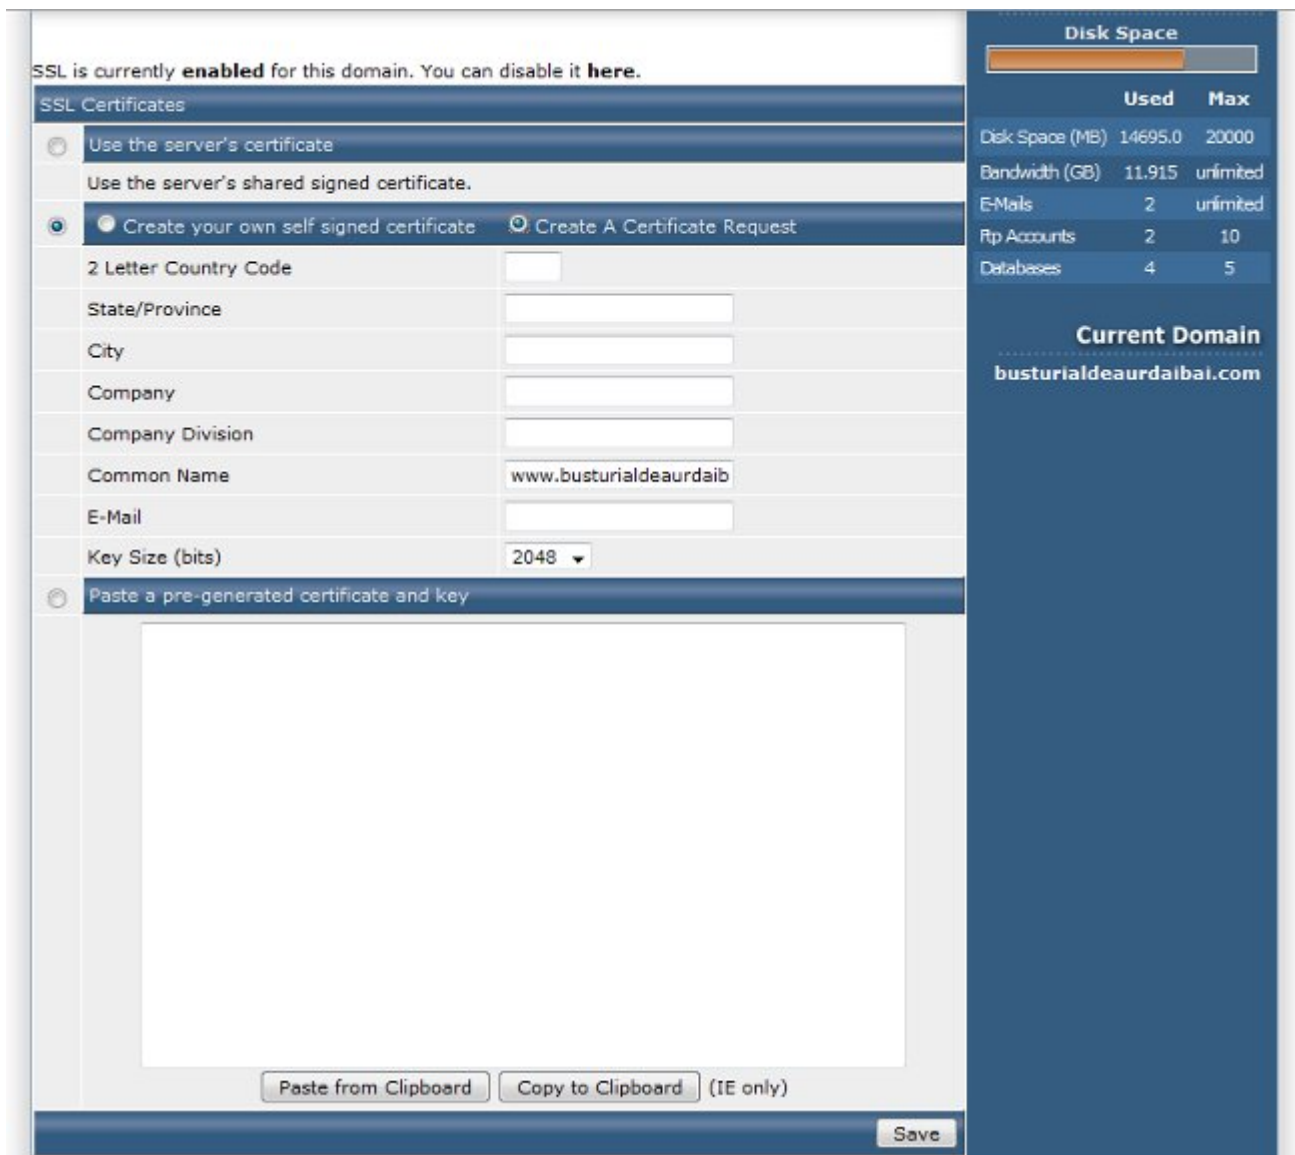 SSL is currently enabled for this domain. You can disable it here.
SSL Certificates
Use the server's certificate
Use the server's shared signed certificate.
Create your own self signed certificate Create A Certificate Request
2 Letter Country Code
State/Province
City
Company
Company Division
Common Name www.busturialdeaurdaib
E-Mail
Key Size (bits) 2048
Paste a pre-generated certificate and key
Paste from Clipboard Copy to Clipboard (IE only)
Save
Disk Space
Used Max
Disk Space (MB) 14695.0 20000
Bandwidth (GB) 11.915 unlimited
E-Mails 2 unlimited
Ftp Accounts 2 10
Databases 4 5
Current Domain
busturialdeaurdaibai.com